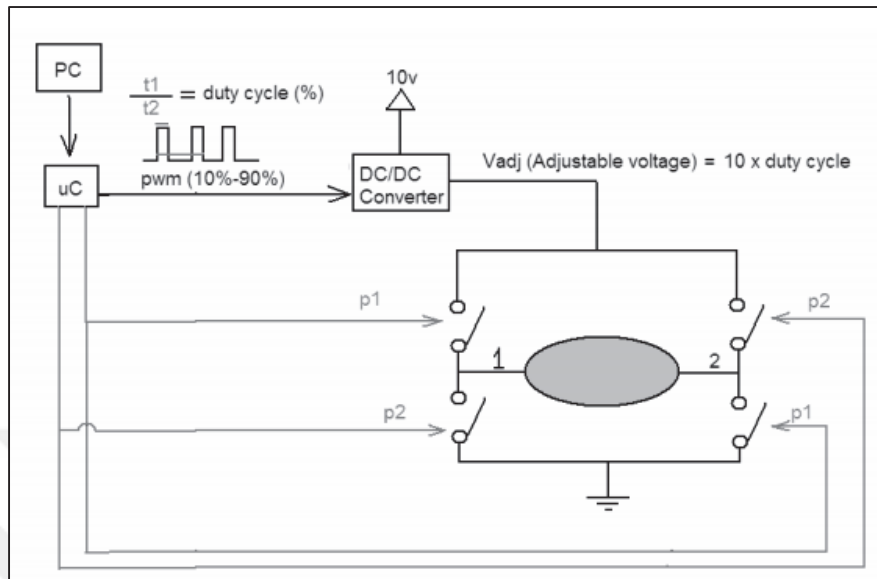 PC
t1
t2
= duty cycle (%)
10v
uC
pwm (10%-90%)
DC/DC
Converter
Vadj (Adjustable voltage) = 10 x duty cycle
p1
p2
1
2
p2
p1